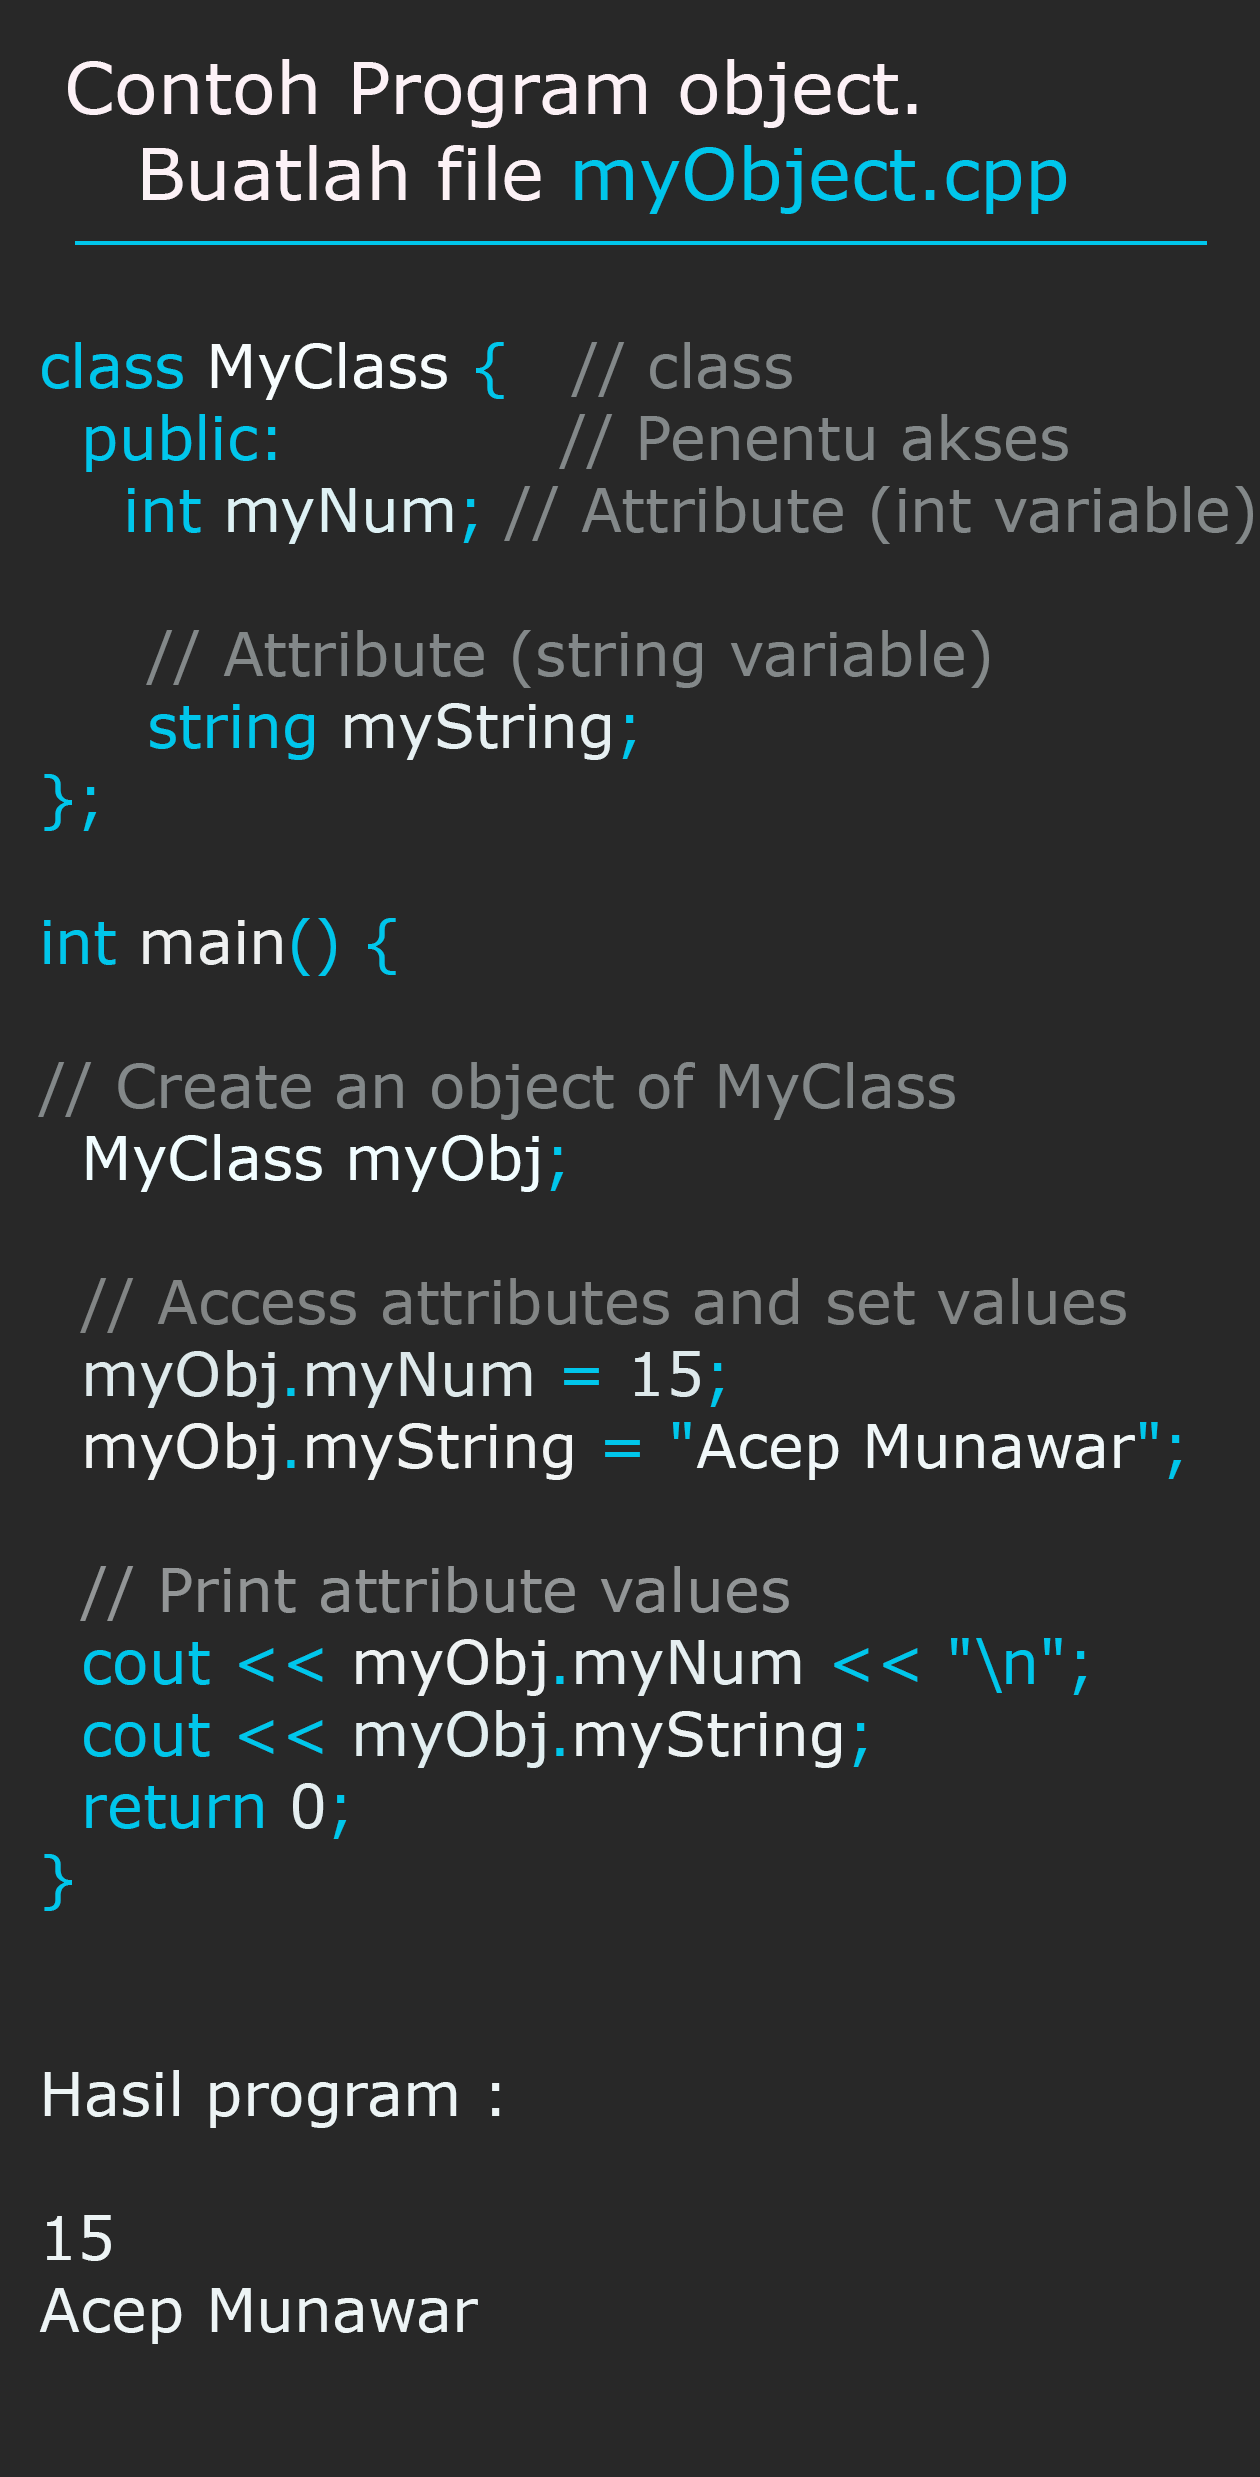 Contoh Program object.
Buatlah file myObject.cpp
class MyClass { // class
public: // Penentu akses
int myNum; // Attribute (int variable)
// Attribute (string variable)
string myString;
};
int main() {
// Create an object of MyClass
MyClass myObj;
// Access attributes and set values
myObj.myNum = 15;
myObj.myString = "Acep Munawar";
// Print attribute values
cout << myObj.myNum << "\n";
cout << myObj.myString;
return 0;
}
Hasil program :
15
Acep Munawar